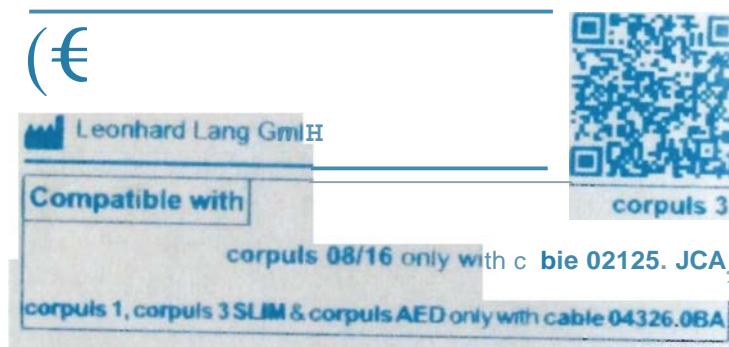 (€
Leonhard Lang GmlH
Compatible with
corpuls 3
corpuls 08/16 only with c bie 02125. JCA
corpuls 1, corpuls 3 SLIM & corpuls AED only with cable 04326.0BA